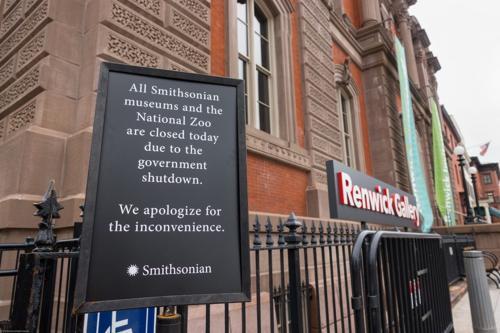 All Smithsonian
museums and the
National Zoo
are closed today
due to the
government
shutdown.
We apologize for
the inconvenience.
Smithsonian
Renwick Gallery